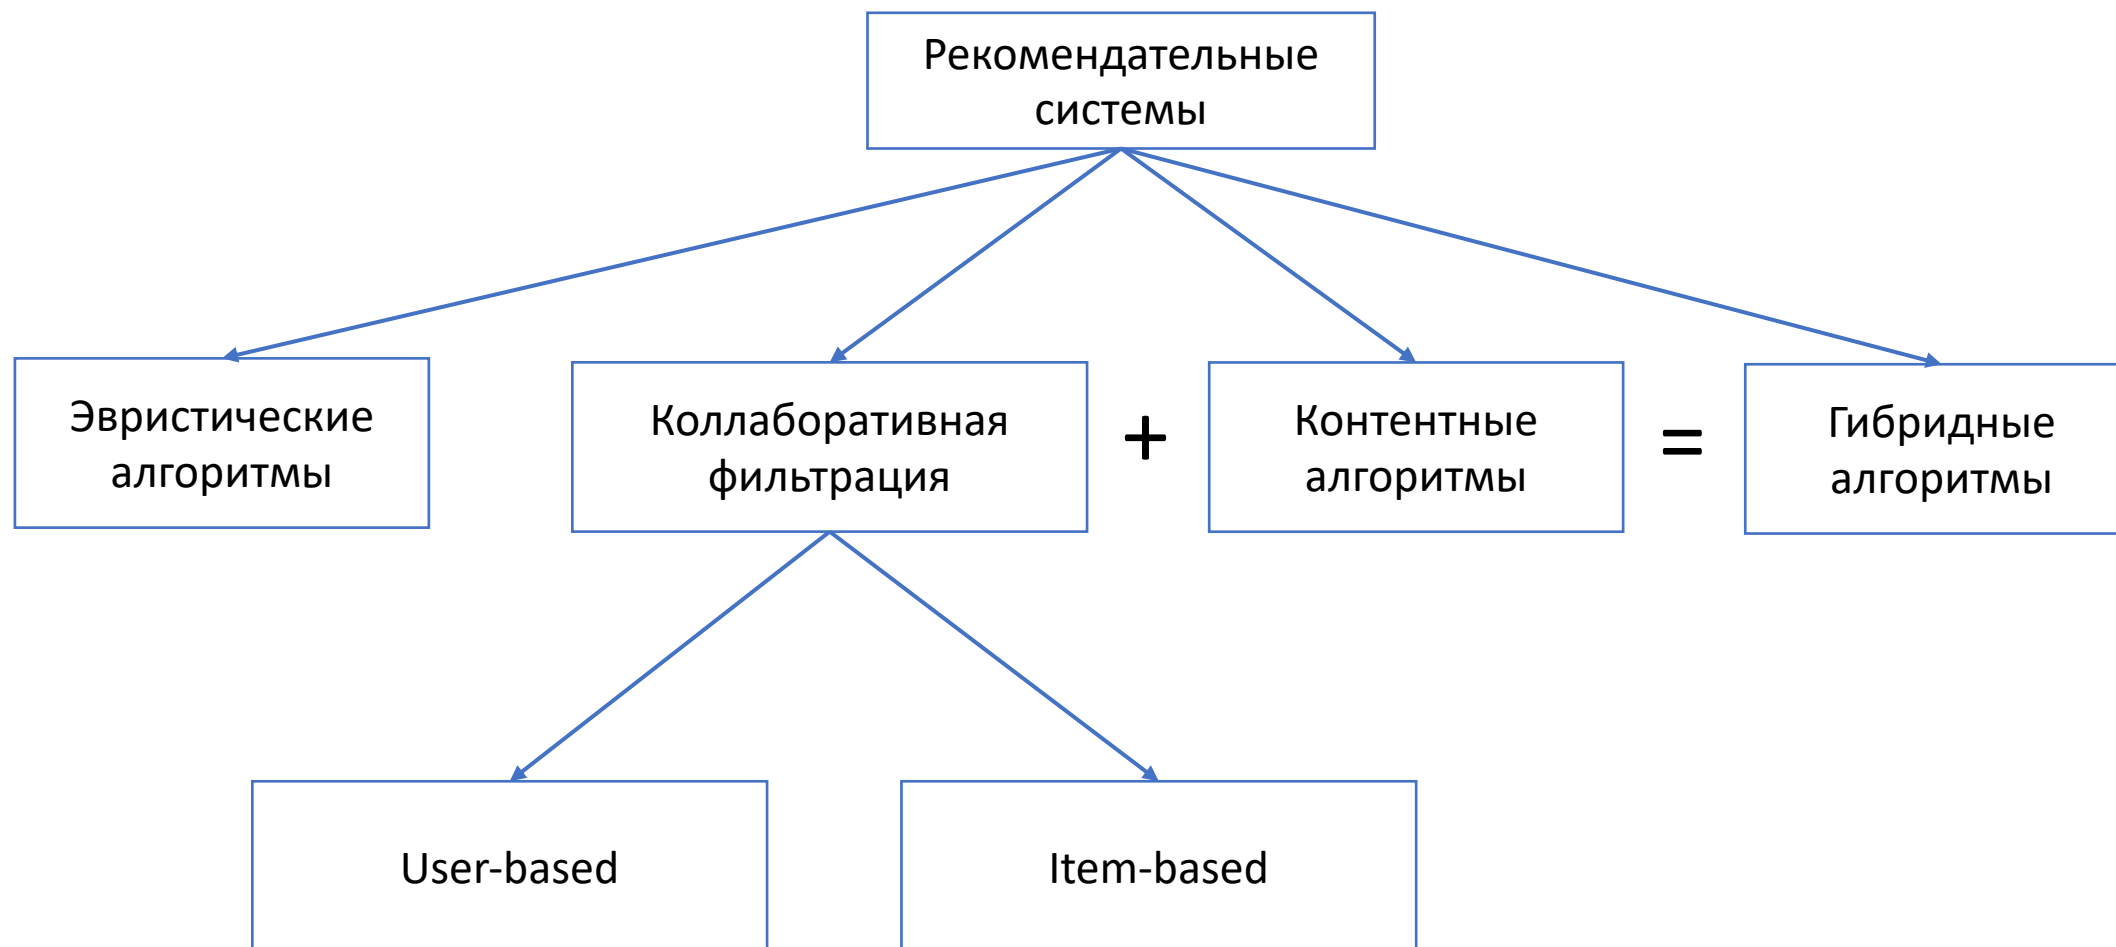 Рекомендательные
системы
Эвристические
алгоритмы
Коллаборативная
фильтрация
+
Контентные
алгоритмы
=
Гибридные
алгоритмы
User-based
Item-based